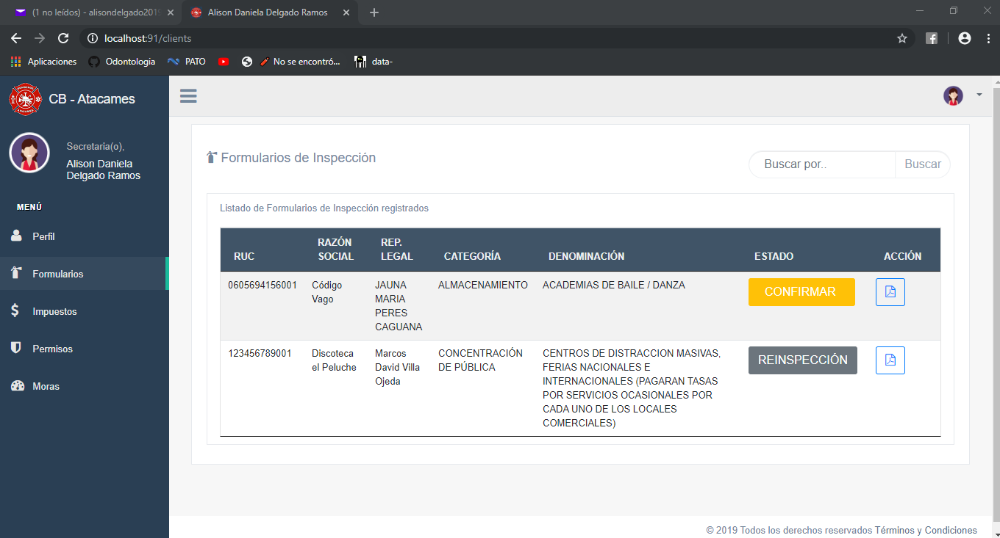 (1 no leídos) - alisondelgado2019
Alison Daniela Delgado Ramos
localhost:91/clients
Aplicaciones
Odontologia
PATO
No se encontró...
data-
CB - Atacames
Secretaria(o),
Alison Daniela
Delgado Ramos
MENÚ
Perfil
Formularios
Impuestos
Permisos
Moras
Formularios de Inspección
Buscar por..
Buscar
Listado de Formularios de Inspección registrados
RUC
RAZÓN
SOCIAL
REP.
LEGAL
CATEGORÍA
DENOMINACIÓN
ESTADO
ACCIÓN
0605694156001
Código
Vago
JAUNA
MARIA
PERES
CAGUANA
ALMACENAMIENTO
ACADEMIAS DE BAILE / DANZA
CONFIRMAR
123456789001
Discoteca
el Peluche
Marcos
David Villa
Ojeda
CONCENTRACIÓN
DE PÚBLICA
CENTROS DE DISTRACCION MASIVAS,
FERIAS NACIONALES E
INTERNACIONALES (PAGARAN TASAS
POR SERVICIOS OCASIONALES POR
CADA UNO DE LOS LOCALES
COMERCIALES)
REINSPECCIÓN
© 2019 Todos los derechos reservados Términos y Condiciones